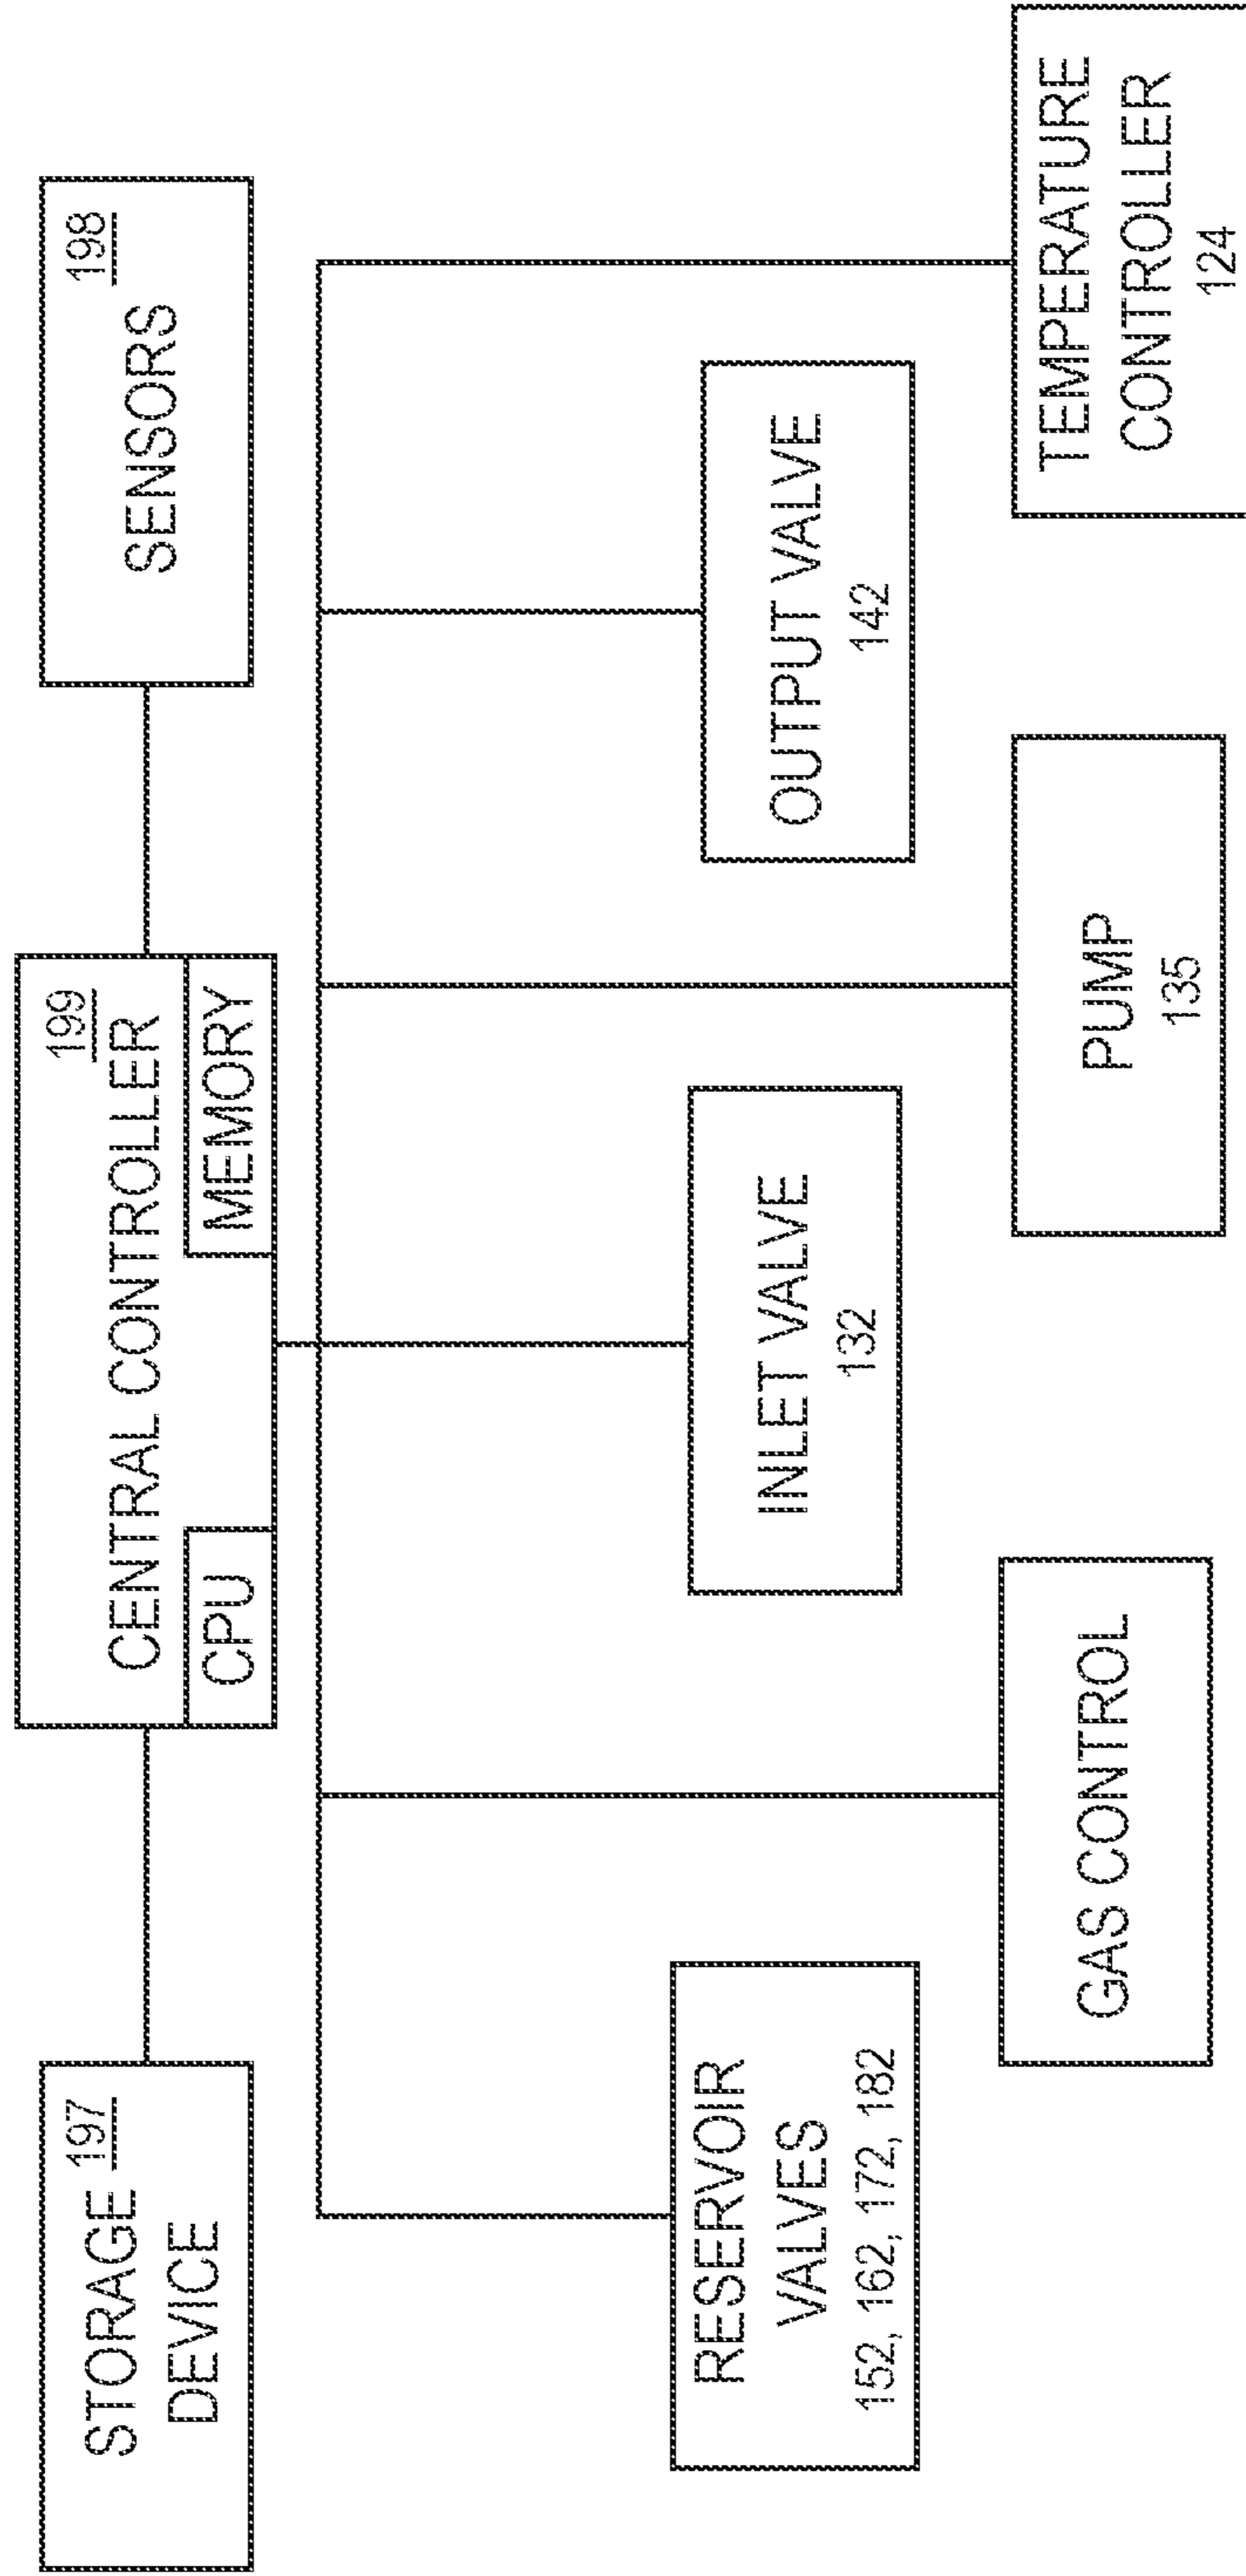 STORAGE 197
DEVICE
199
CENTRAL CONTROLLER
CPU
MEMORY
198
SENSORS
RESERVOIR
VALVES
152, 162, 172, 182
GAS CONTROL
INLET VALVE
132
PUMP
135
OUTPUT VALVE
142
TEMPERATURE
CONTROLLER
124